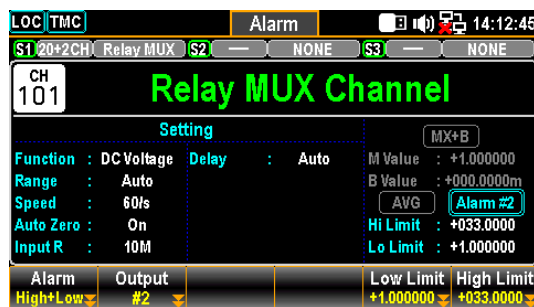 LOC TMC Alarm 14:12:45
S1 20+2CH Relay MUX S2 — NONE S3 — NONE
CH
101
Relay MUX Channel
Setting
MX+B
Function : DC Voltage Delay : Auto M Value : +1.000000
Range : Auto B Value : +000.0000m
Speed : 60/s AVG Alarm #2
Auto Zero : On Hi Limit : +033.0000
Input R : 10M Lo Limit : +1.000000
Alarm Output Low Limit High Limit
High+Low #2 +1.000000 +033.0000